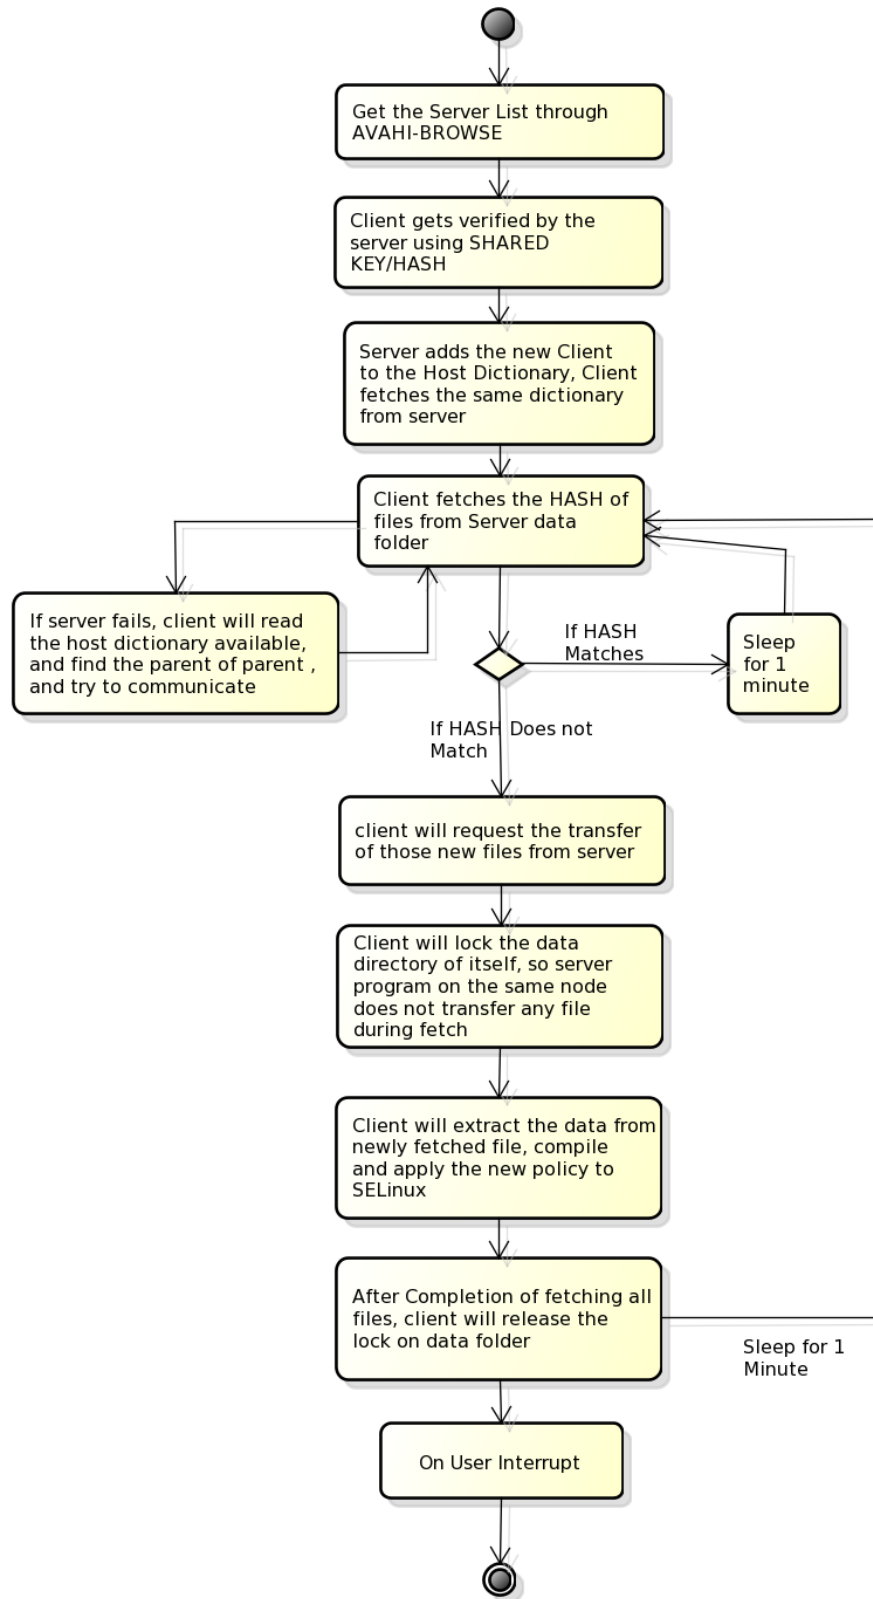 Get the Server List through
AVAHI-BROWSE
Client gets verified by the
server using SHARED
KEY/HASH
Server adds the new Client
to the Host Dictionary, Client
fetches the same dictionary
from server
Client fetches the HASH of
files from Server data
folder
If server fails, client will read
the host dictionary available,
and find the parent of parent ,
and try to communicate
If HASH
Matches
Sleep
for 1
minute
If HASH Does not
Match
client will request the transfer
of those new files from server
Client will lock the data
directory of itself, so server
program on the same node
does not transfer any file
during fetch
Client will extract the data from
newly fetched file, compile
and apply the new policy to
SELinux
After Completion of fetching all
files, client will release the
lock on data folder
Sleep for 1
Minute
On User Interrupt